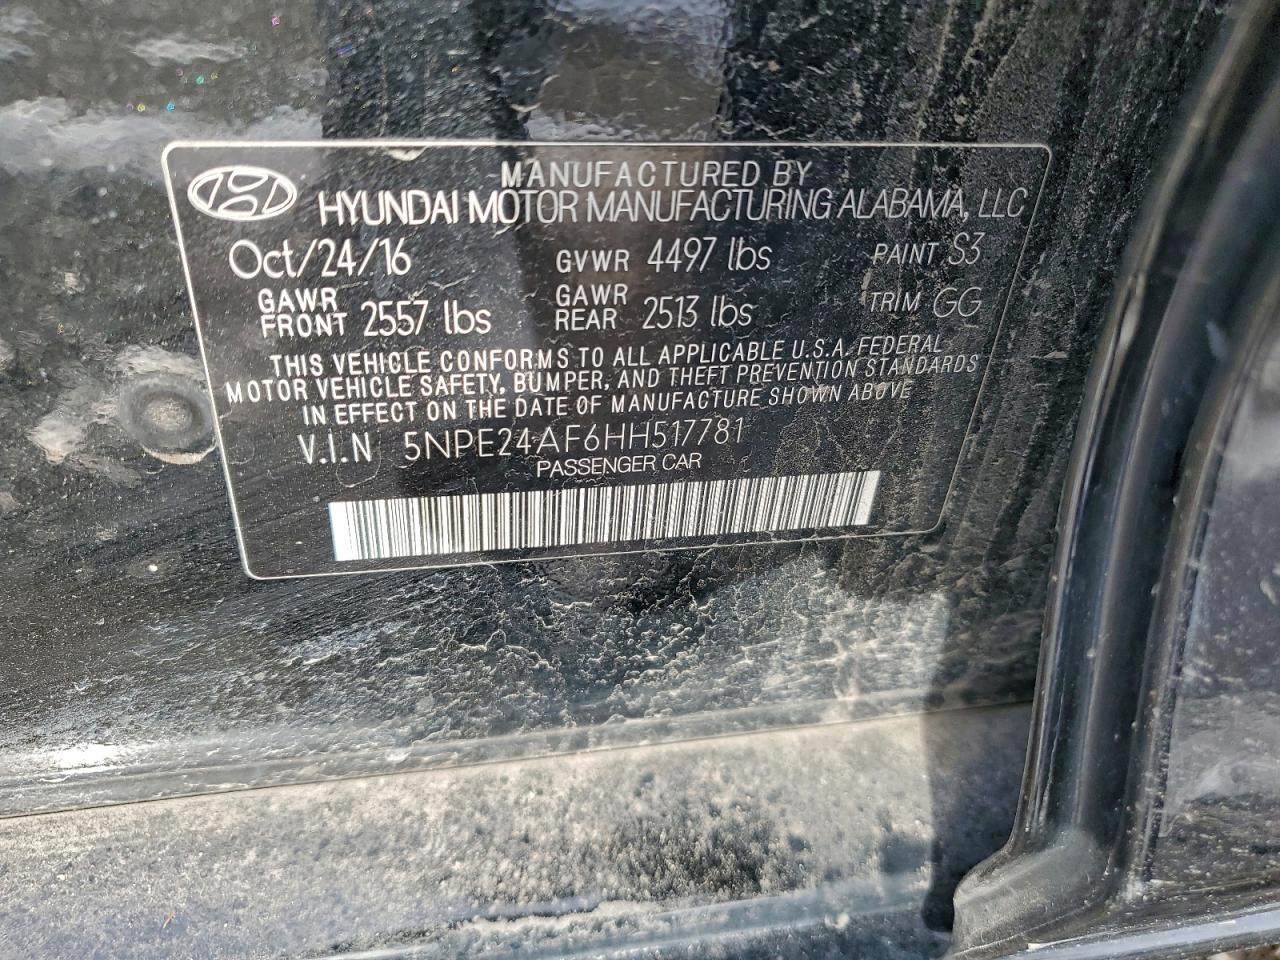 MANUFACTURED BY
HYUNDAI MOTOR MANUFACTURING ALABAMA, LLC
Oct/24/16 GVWR 4497 lbs PAINT S3
GAWR FRONT 2557 lbs GAWR REAR 2513 lbs TRIM GG
THIS VEHICLE CONFORMS TO ALL APPLICABLE U.S.A. FEDERAL
MOTOR VEHICLE SAFETY, BUMPER, AND THEFT PREVENTION STANDARDS
IN EFFECT ON THE DATE OF MANUFACTURE SHOWN ABOVE
V.I.N 5NPE24AF6HH517781
PASSENGER CAR